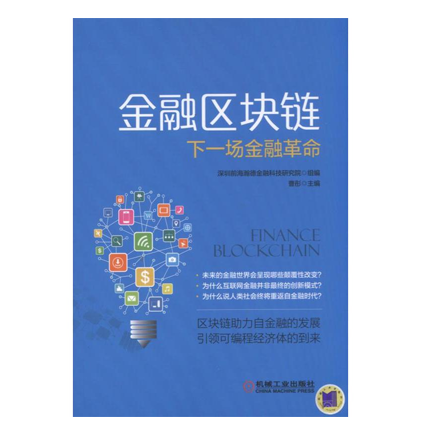 金融区块链
下一场金融革命
深圳前海瀚德金融科技研究院 ◎ 组编
曹彤 ◎ 主编
FINANCE
BLOCKCHAIN
• 未来的金融世界会呈现哪些颠覆性改变？
• 为什么互联网金融并非最终的创新模式？
• 为什么说人类社会终将重返自金融时代？
区块链助力自金融的发展
引领可编程经济体的到来
机械工业出版社
CHINA MACHINE PRESS